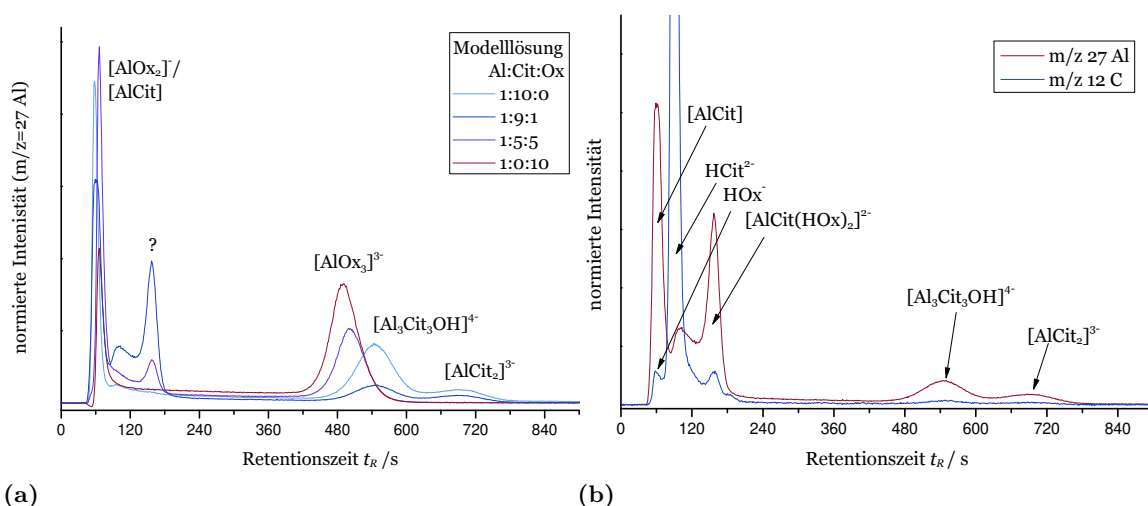 normierte Intenistät (m/z=27 Al)
[AlOx₂]⁻/
[AlCit]
?
[AlOx₃]³⁻
[Al₃Cit₃OH]⁴⁻
[AlCit₂]³⁻
Modelllösung
Al:Cit:Ox
1:10:0
1:9:1
1:5:5
1:0:10
0 120 240 360 480 600 720 840
Retentionszeit tR /s
(a)
normierte Intensität
m/z 27 Al
m/z 12 C
[AlCit]
HCit²⁻
HOx⁻
[AlCit(HOx)₂]²⁻
[Al₃Cit₃OH]⁴⁻
[AlCit₂]³⁻
0 120 240 360 480 600 720 840
Retentionszeit tR / s
(b)